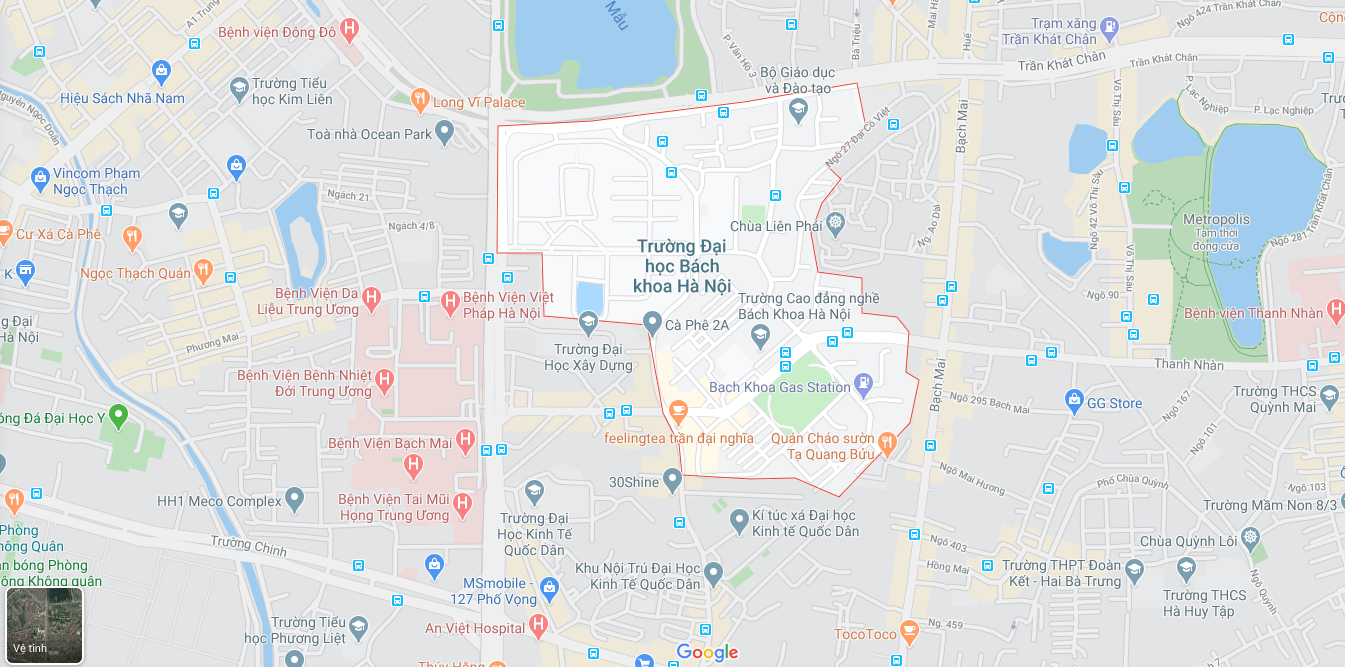 Mẫu
A1.Trung
Bệnh viện Đông Đô
Trạm xăng
Trần Khát Chân
Ngõ 424 Trần Khát Chân
Mai Hắ
Huế
Bà Triệu
P. Vân Hồ 3
Trần Khát Chân
Trần Khát Chân
Bộ Giáo dục
và Đào tạo
Trường Tiểu
học Kim Liên
Hiệu Sách Nhã Nam
Long Vĩ Palace
Toà nhà Ocean Park
Nguyên Ngọc Doãn
Bạch Mai
Võ Thị Sáu
P. Lạc Nghiệp
P. Lạc Nghiệp
Ngõ 27 Đại Cồ Việt
Vincom Phạm
Ngọc Thạch
Ngách 21
Ngách 4/8
Ngõ 42 Võ Thị Sáu
Ng. Ao Dài
Chùa Liên Phái
Metropolis
Tạm thời
đóng cửa
Ngõ 281 Trần Khát Chân
Cư Xá Cà Phê
Trường Đại
học Bách
khoa Hà Nội
Ngọc Thạch Quán
K
Võ Thị Sáu
Bệnh Viện Da
Liễu Trung Ương
Bệnh Viện Việt
Pháp Hà Nội
Trường Cao đẳng nghề
Bách Khoa Hà Nội
Ngõ 90
Bệnh viện Thanh Nhàn
Cà Phê 2A
ng Đại
Hà Nội
Phương Mai
Trường Đại
Học Xây Dựng
Thanh Nhàn
Bệnh Viện Bệnh Nhiệt
Đới Trung Ương
Bach Khoa Gas Station
Bạch Mai
Ngõ 295 Bạch Mai
GG Store
Ngõ 167
Trường THCS
Quỳnh Mai
óng Đá Đại Học Y
Bệnh Viện Bạch Mai
feelingtea trần đại nghĩa
Quán Cháo sườn
Tạ Quang Bửu
Ngõ 101
Ngõ Mai Hương
Phố Chùa Quỳnh
Ngõ 103
30Shine
HH1 Meco Complex
Bệnh Viện Tai Mũi
Họng Trung Ương
Trường Mầm Non 8/3
Trường Đại
Học Kinh Tế
Quốc Dân
Kí túc xá Đại học
Kinh tế Quốc Dân
Phòng
hông Quân
Trường Chinh
Ngõ 403
Chùa Quỳnh Lôi
ân bóng Phòng
ông Không quân
Hồng Mai
Trường THPT Đoàn
Kết - Hai Bà Trưng
Khu Nội Trú Đại Học
Kinh Tế Quốc Dân
MSmobile -
127 Phố Vọng
Trường THCS
Hà Huy Tập
Ngõ Quỳnh
Trường Tiểu
học Phương Liệt
An Việt Hospital
Ng. 459
TocoToco
Vệ tinh
Google
Thúy Hằng